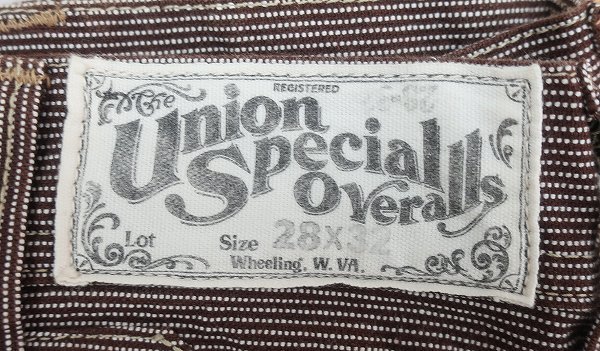 REGISTERED
The
Union
Special
Overalls
Lot
Size 28X32
Wheeling, W. VA.